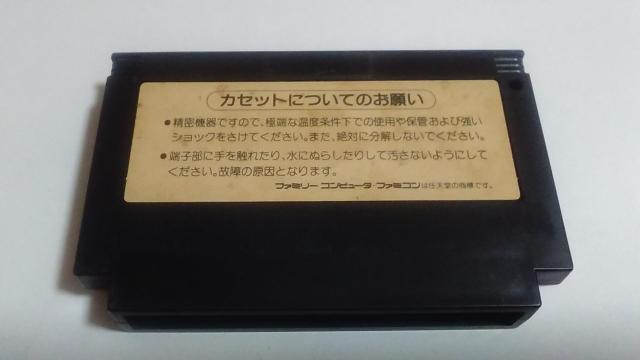 カセットについてのお願い
●精密機器ですので、極端な温度条件下での使用や保管および強い
ショックをさけてください。また、絶対に分解しないでください。
●端子部に手を触れたり、水にぬらしたりして汚さないようにして
ください。故障の原因となります。
ファミリー コンピュータ・ファミコンは任天堂の商標です。